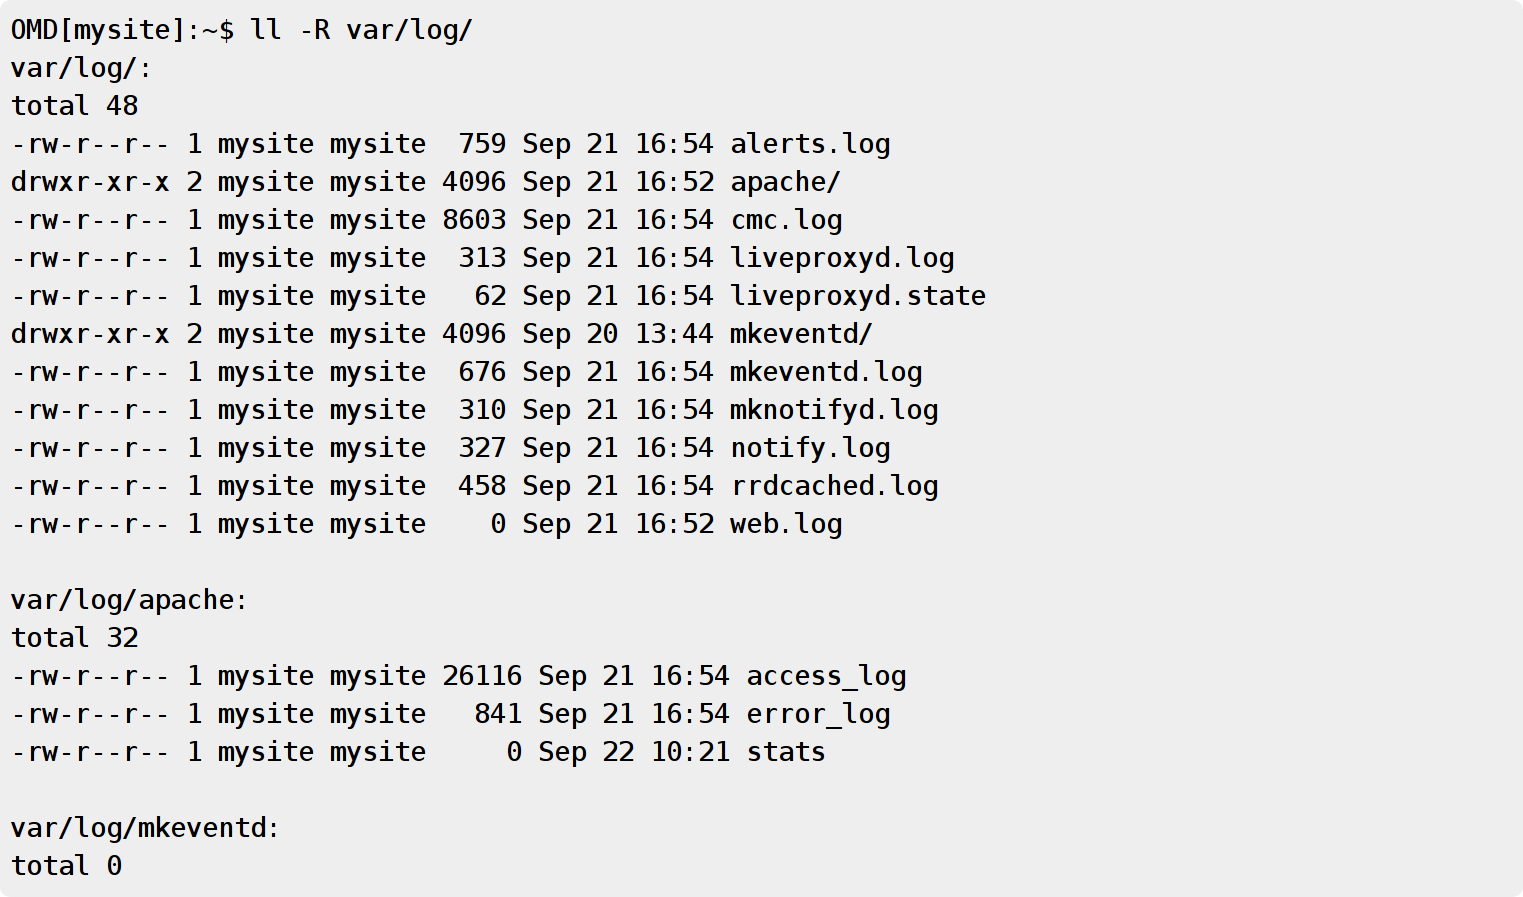 OMD[mysite]:~$ ll -R var/log/
var/log/:
total 48
-rw-r--r-- 1 mysite mysite  759 Sep 21 16:54 alerts.log
drwxr-xr-x 2 mysite mysite 4096 Sep 21 16:52 apache/
-rw-r--r-- 1 mysite mysite 8603 Sep 21 16:54 cmc.log
-rw-r--r-- 1 mysite mysite  313 Sep 21 16:54 liveproxyd.log
-rw-r--r-- 1 mysite mysite   62 Sep 21 16:54 liveproxyd.state
drwxr-xr-x 2 mysite mysite 4096 Sep 20 13:44 mkeventd/
-rw-r--r-- 1 mysite mysite  676 Sep 21 16:54 mkeventd.log
-rw-r--r-- 1 mysite mysite  310 Sep 21 16:54 mknotifyd.log
-rw-r--r-- 1 mysite mysite  327 Sep 21 16:54 notify.log
-rw-r--r-- 1 mysite mysite  458 Sep 21 16:54 rrdcached.log
-rw-r--r-- 1 mysite mysite    0 Sep 21 16:52 web.log

var/log/apache:
total 32
-rw-r--r-- 1 mysite mysite 26116 Sep 21 16:54 access_log
-rw-r--r-- 1 mysite mysite   841 Sep 21 16:54 error_log
-rw-r--r-- 1 mysite mysite     0 Sep 22 10:21 stats

var/log/mkeventd:
total 0